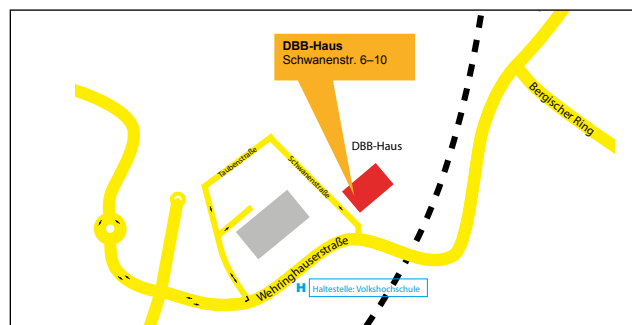 DBB-Haus
Schwanenstr. 6–10
Bergischer Ring
DBB-Haus
Taubenstraße
Schwanenstraße
Wehringhauserstraße
H Haltestelle: Volkshochschule